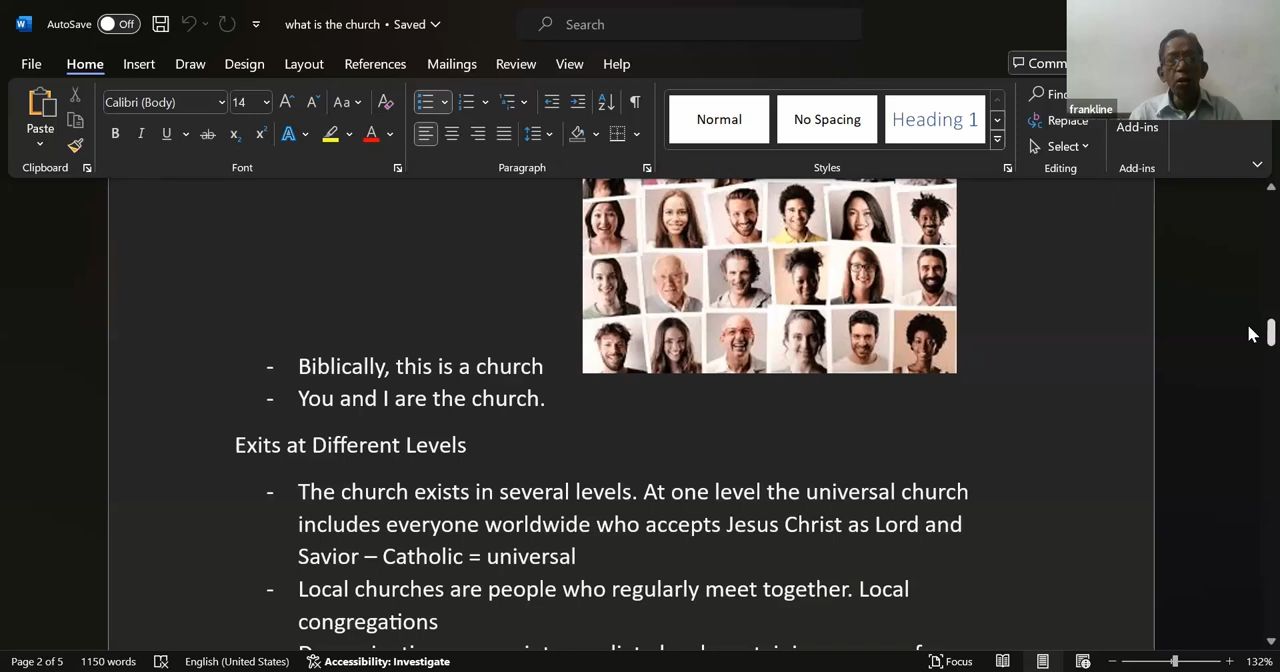 AutoSave Off what is the church • Saved Search
File Home Insert Draw Design Layout References Mailings Review View Help Comm
frankline
Calibri (Body) 14 Aa
Paste
Normal No Spacing Heading 1
Replace
Select
Add-ins
Clipboard Font Paragraph Styles Editing Add-ins
- Biblically, this is a church
- You and I are the church.
Exits at Different Levels
- The church exists in several levels. At one level the universal church
includes everyone worldwide who accepts Jesus Christ as Lord and
Savior – Catholic = universal
- Local churches are people who regularly meet together. Local
congregations
Page 2 of 5 1150 words English (United States) Accessibility: Investigate Focus 132%